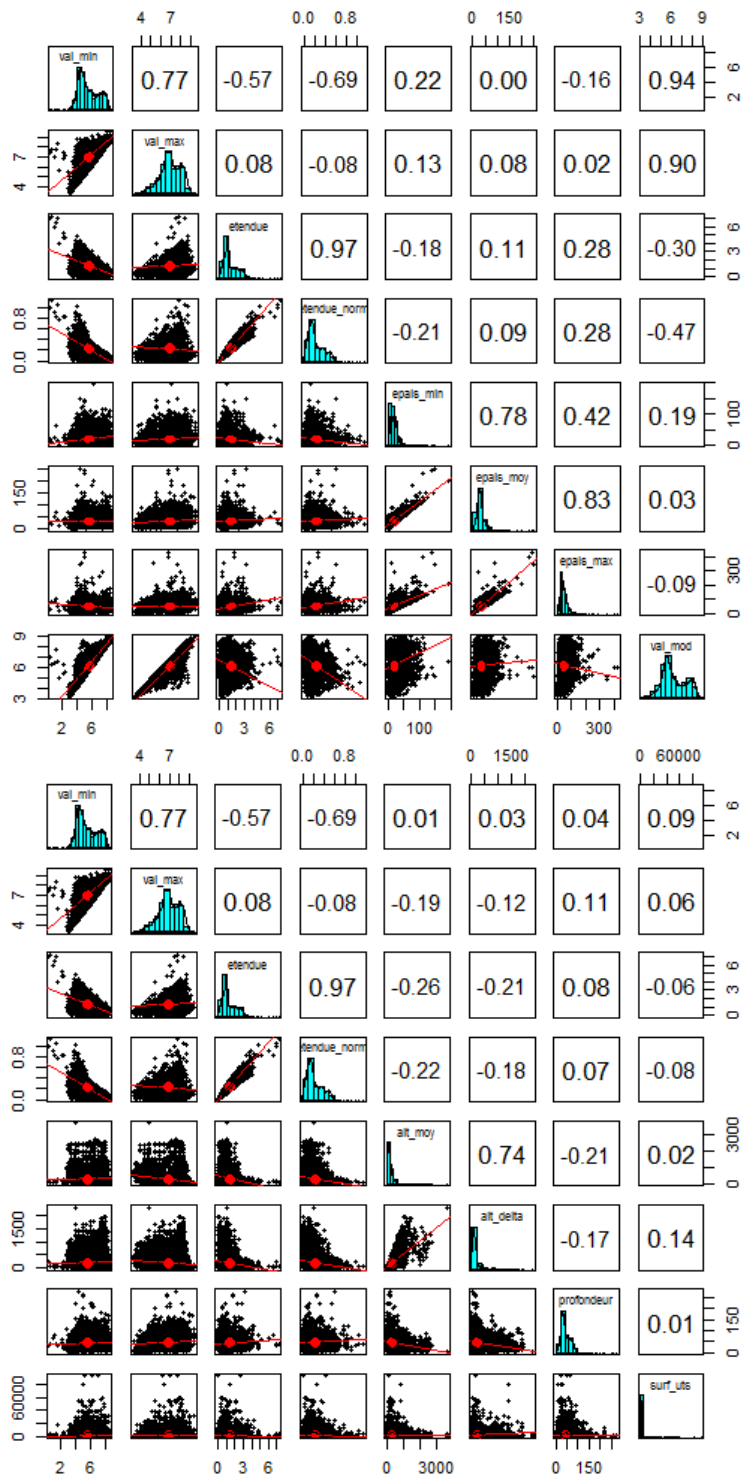 4 7 0.0 0.8 0 150 3 6 9
val_min 0.77 -0.57 -0.69 0.22 0.00 -0.16 0.94 2 6
4 7 val_max 0.08 -0.08 0.13 0.08 0.02 0.90
etendue 0.97 -0.18 0.11 0.28 -0.30 0 3 6
0.0 0.8 etendue_norm -0.21 0.09 0.28 -0.47
epais_min 0.78 0.42 0.19 0 100
0 150 epais_moy 0.83 0.03
epais_max -0.09 0 300
3 6 9 val_mod
2 6 0 3 6 0 100 0 300
4 7 0.0 0.8 0 1500 0 60000
val_min 0.77 -0.57 -0.69 0.01 0.03 0.04 0.09 2 6
4 7 val_max 0.08 -0.08 -0.19 -0.12 0.11 0.06
etendue 0.97 -0.26 -0.21 0.08 -0.06 0 3 6
0.0 0.8 etendue_norm -0.22 -0.18 0.07 -0.08
alt_moy 0.74 -0.21 0.02 0 3000
0 1500 alt_delta -0.17 0.14
profondeur 0.01 0 150
0 60000 surf_uts
2 6 0 3 6 0 3000 0 150